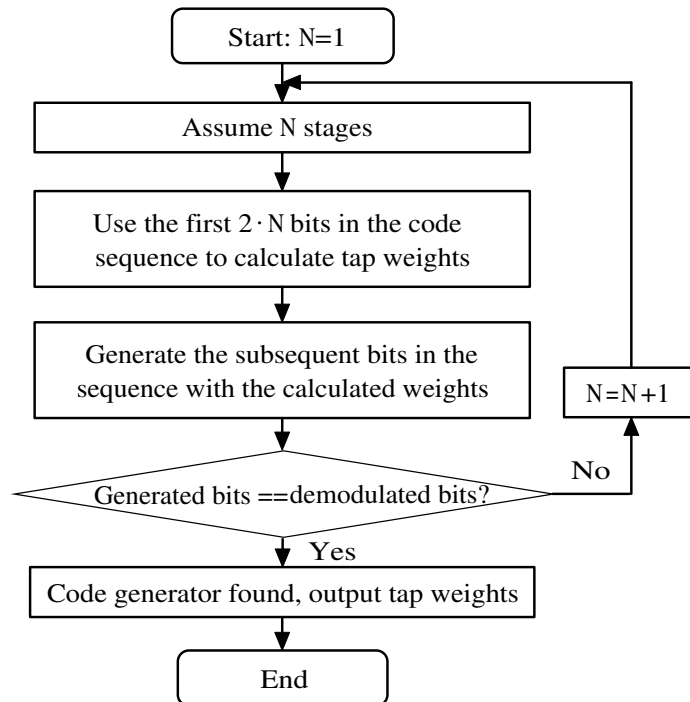 Start: N=1
Assume N stages
Use the first 2·N bits in the code
sequence to calculate tap weights
Generate the subsequent bits in the
sequence with the calculated weights
N=N+1
Generated bits ==demodulated bits?
No
Yes
Code generator found, output tap weights
End